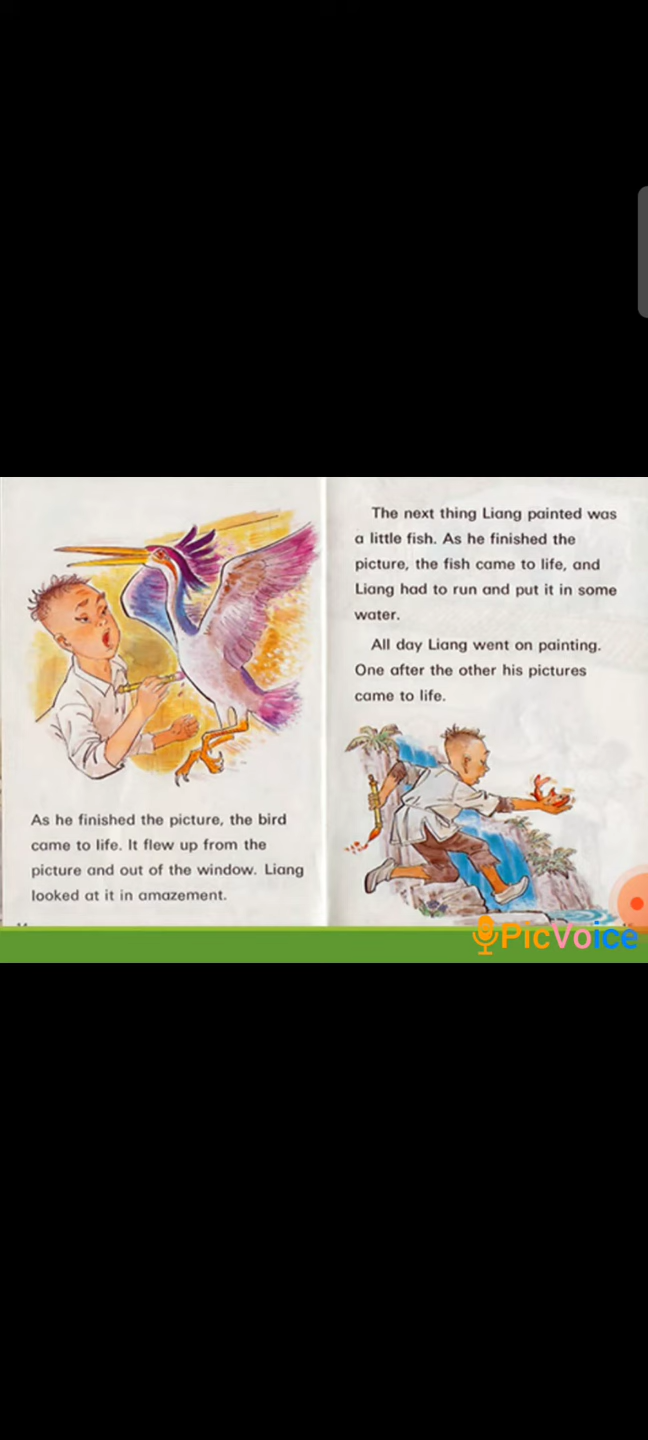 As he finished the picture, the bird
came to life. It flew up from the
picture and out of the window. Liang
looked at it in amazement.
The next thing Liang painted was
a little fish. As he finished the
picture, the fish came to life, and
Liang had to run and put it in some
water.
All day Liang went on painting.
One after the other his pictures
came to life.
PicVoice